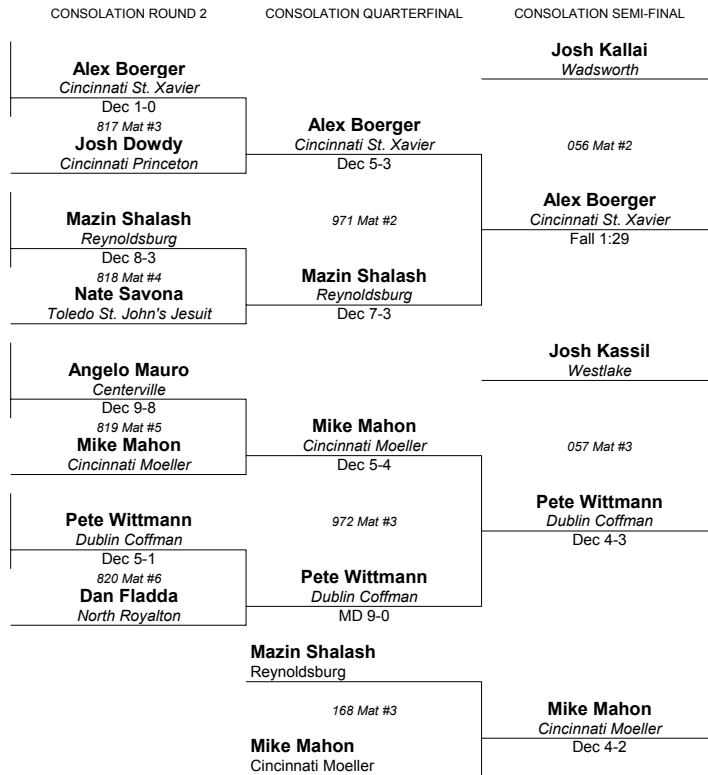 CONSOLATION ROUND 2
CONSOLATION QUARTERFINAL
CONSOLATION SEMI-FINAL
Josh Kallai
Wadsworth
Alex Boerger
Cincinnati St. Xavier
Dec 1-0
817 Mat #3
Josh Dowdy
Cincinnati Princeton
Alex Boerger
Cincinnati St. Xavier
Dec 5-3
056 Mat #2
Alex Boerger
Cincinnati St. Xavier
Fall 1:29
Mazin Shalash
Reynoldsburg
Dec 8-3
818 Mat #4
Nate Savona
Toledo St. John's Jesuit
971 Mat #2
Mazin Shalash
Reynoldsburg
Dec 7-3
Josh Kassil
Westlake
Angelo Mauro
Centerville
Dec 9-8
819 Mat #5
Mike Mahon
Cincinnati Moeller
Mike Mahon
Cincinnati Moeller
Dec 5-4
057 Mat #3
Pete Wittmann
Dublin Coffman
Dec 4-3
Pete Wittmann
Dublin Coffman
Dec 5-1
820 Mat #6
Dan Fladda
North Royalton
972 Mat #3
Pete Wittmann
Dublin Coffman
MD 9-0
Mazin Shalash
Reynoldsburg
168 Mat #3
Mike Mahon
Cincinnati Moeller
Mike Mahon
Cincinnati Moeller
Dec 4-2